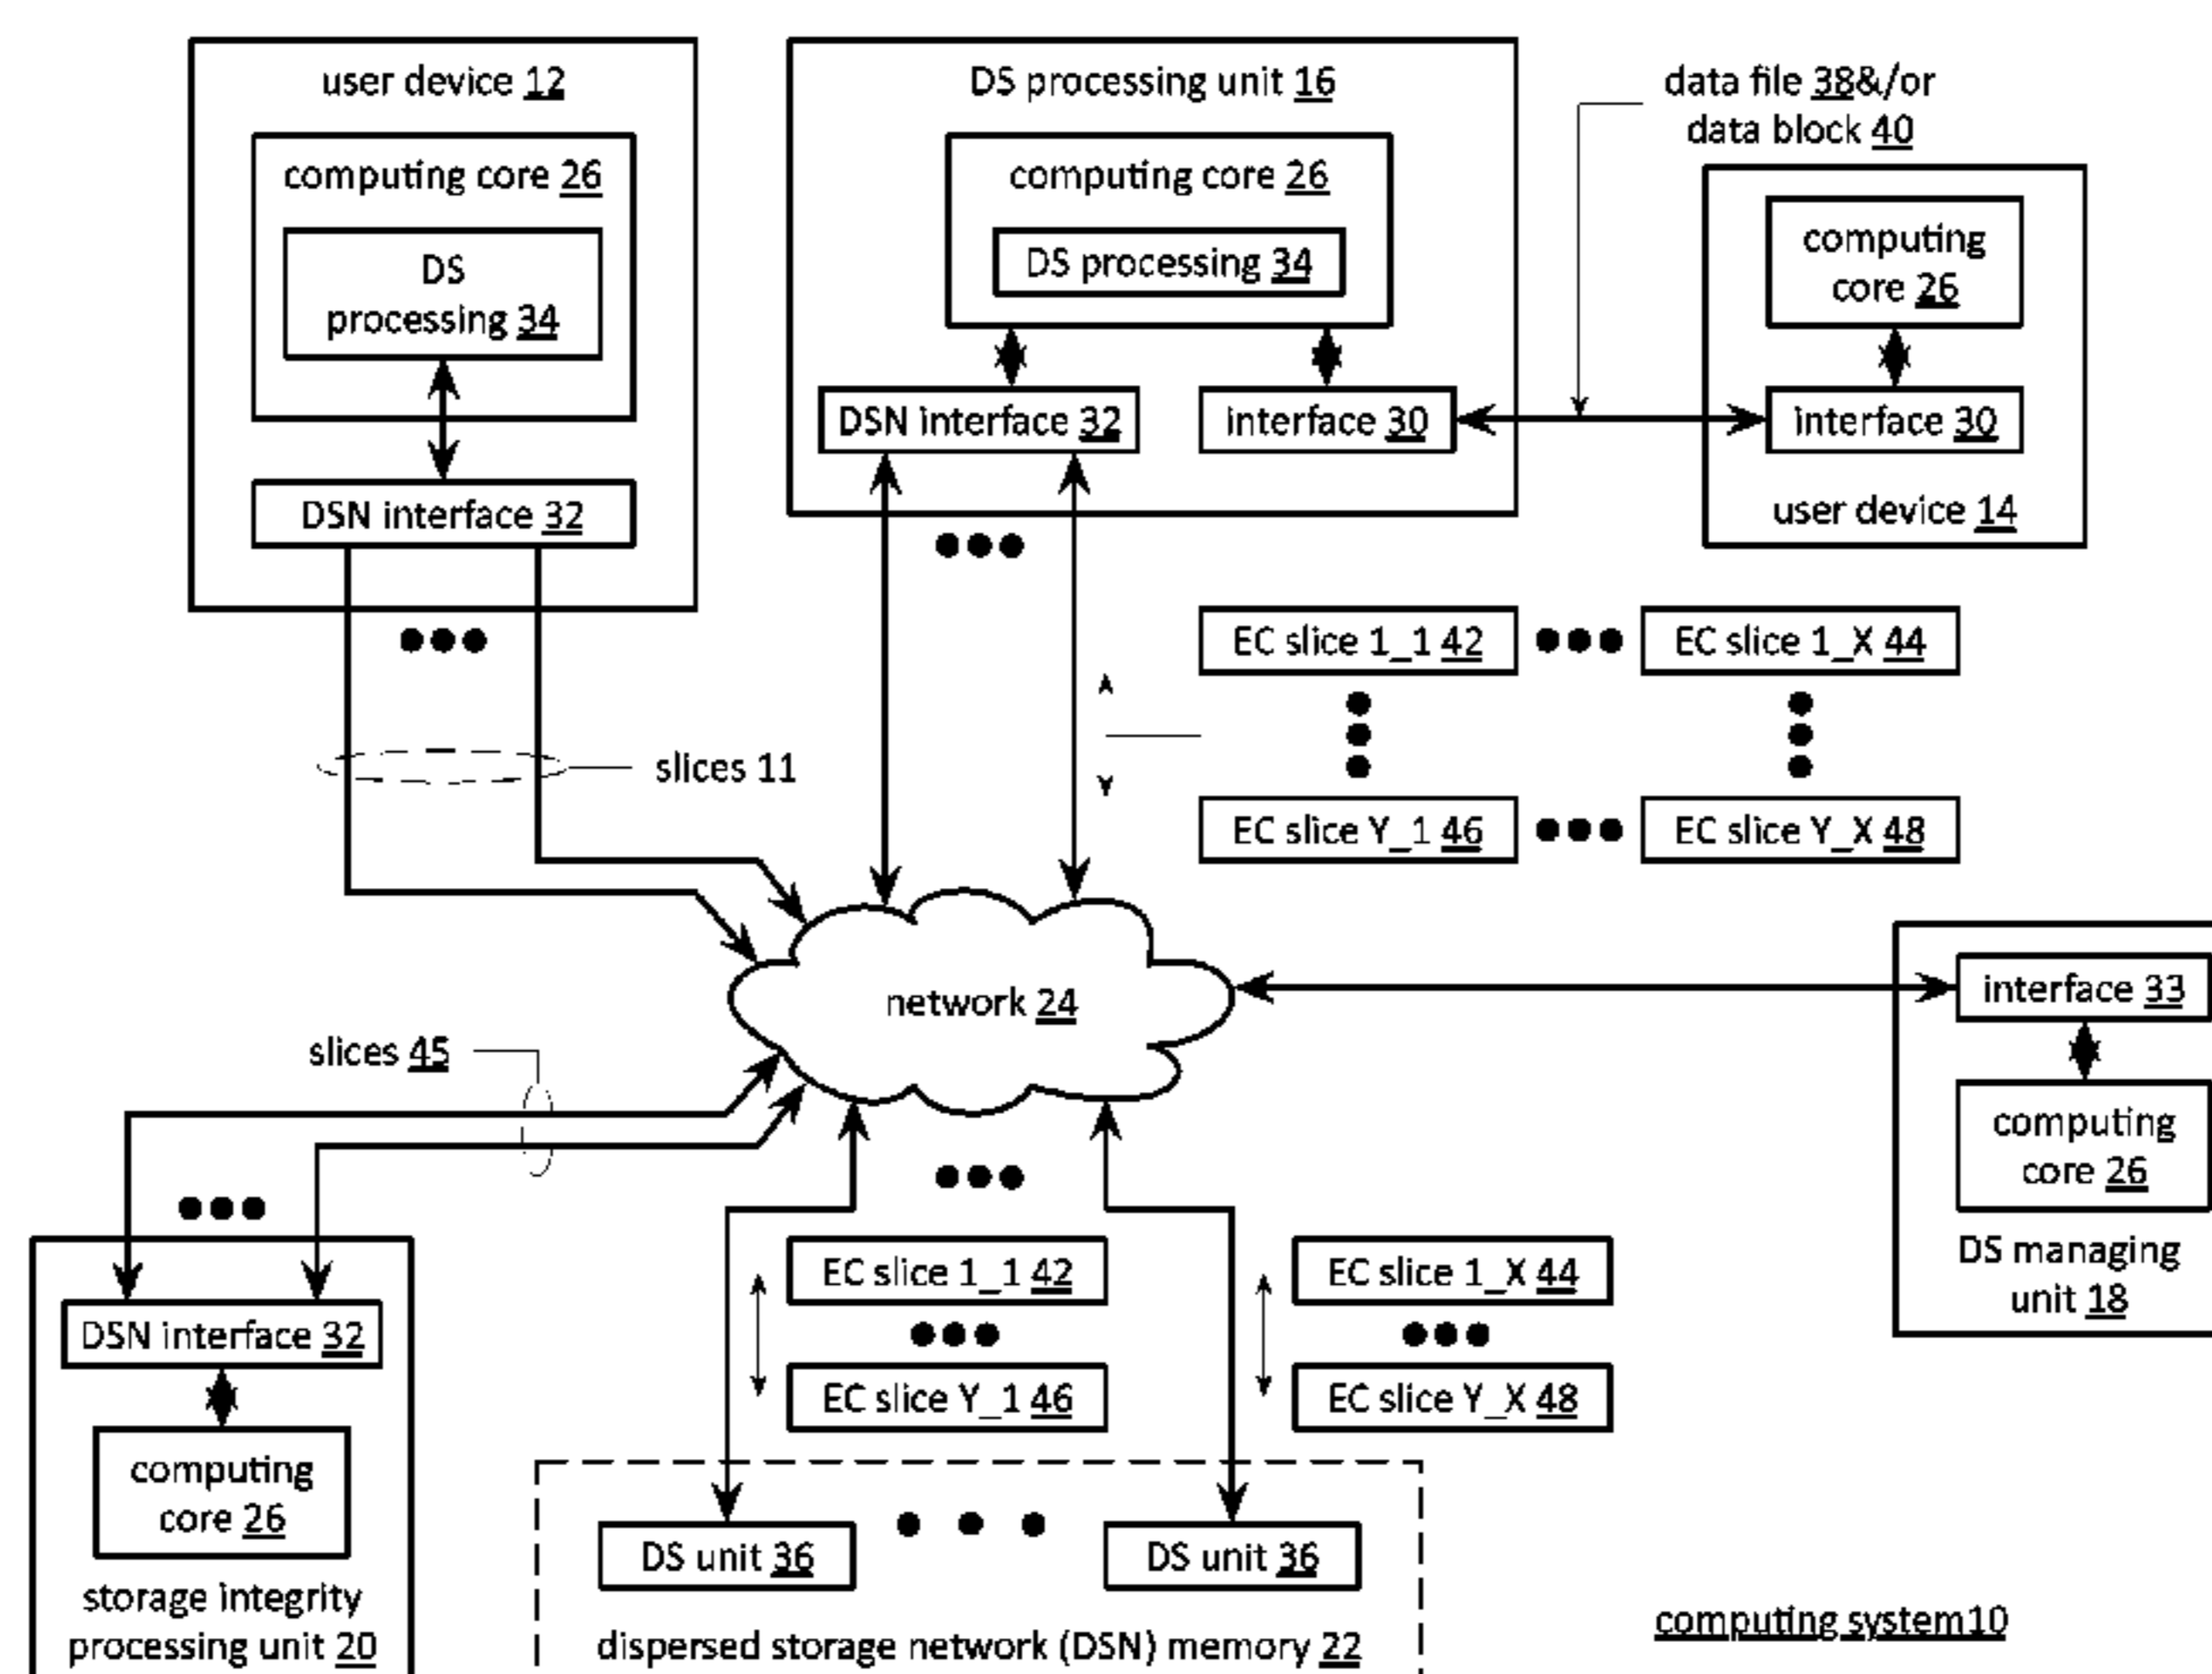 user device 12
computing core 26
DS
processing 34
DSN interface 32
slices 11
DS processing unit 16
computing core 26
DS processing 34
DSN interface 32
interface 30
data file 38&/or
data block 40
computing
core 26
interface 30
user device 14
EC slice 1_1 42
EC slice 1_X 44
EC slice Y_1 46
EC slice Y_X 48
network 24
interface 33
computing
core 26
DS managing
unit 18
slices 45
DSN interface 32
computing
core 26
storage integrity
processing unit 20
EC slice 1_1 42
EC slice Y_1 46
EC slice 1_X 44
EC slice Y_X 48
DS unit 36
DS unit 36
dispersed storage network (DSN) memory 22
computing system10